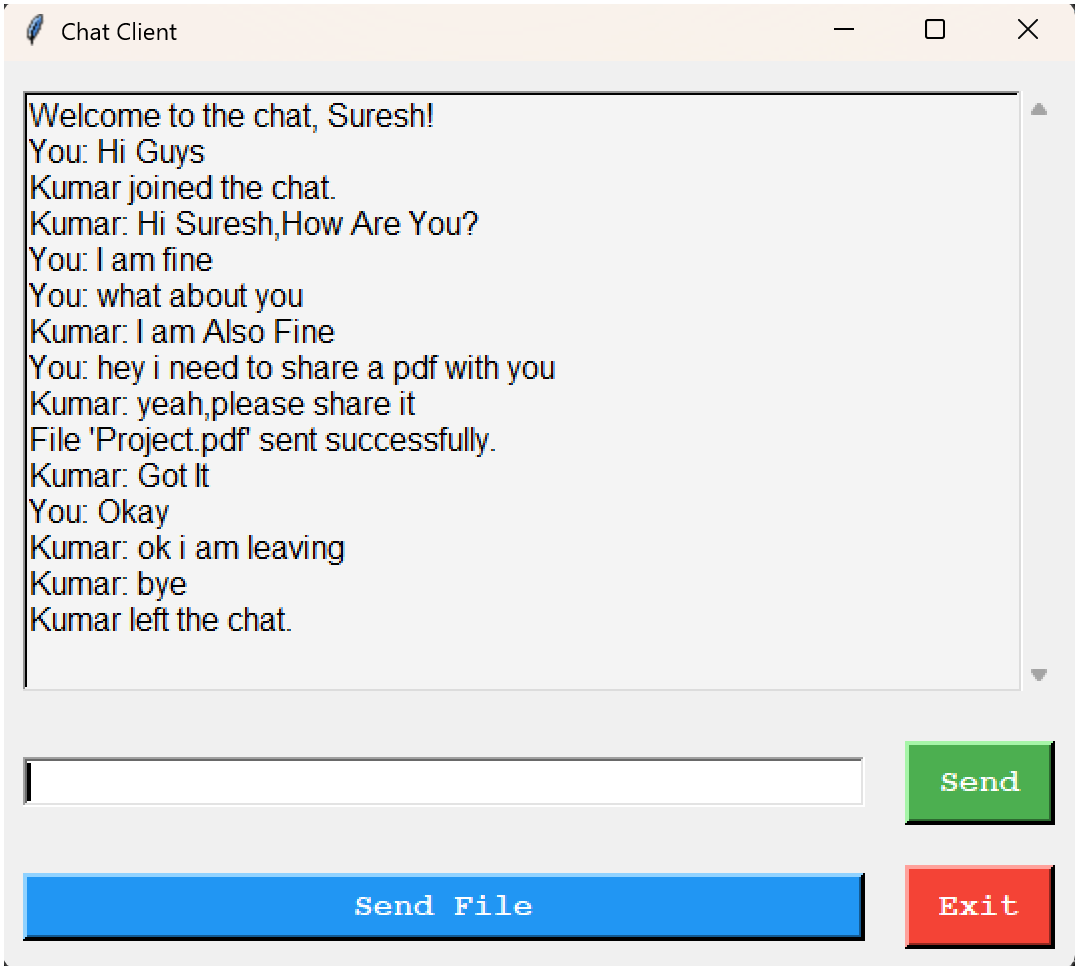 Chat Client
Welcome to the chat, Suresh!
You: Hi Guys
Kumar joined the chat.
Kumar: Hi Suresh,How Are You?
You: I am fine
You: what about you
Kumar: I am Also Fine
You: hey i need to share a pdf with you
Kumar: yeah,please share it
File 'Project.pdf' sent successfully.
Kumar: Got It
You: Okay
Kumar: ok i am leaving
Kumar: bye
Kumar left the chat.
Send
Send File
Exit